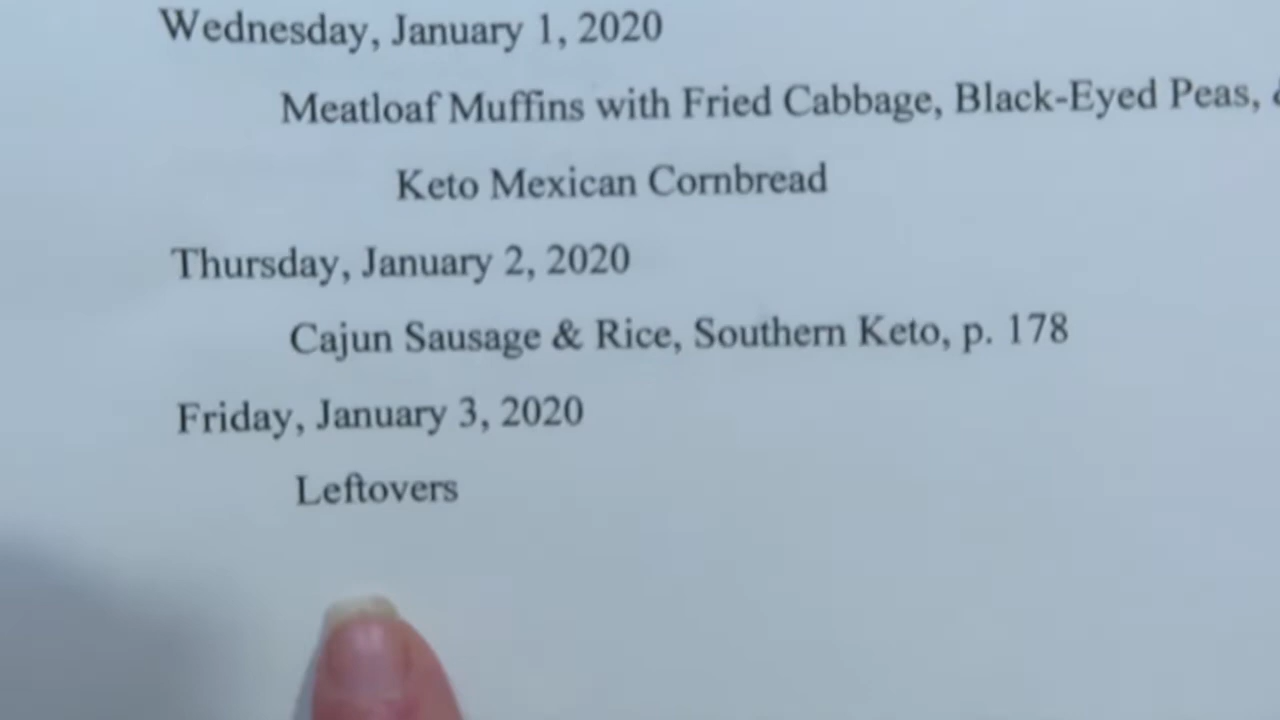 Wednesday, January 1, 2020
Meatloaf Muffins with Fried Cabbage, Black-Eyed Peas,
Keto Mexican Cornbread
Thursday, January 2, 2020
Cajun Sausage & Rice, Southern Keto, p. 178
Friday, January 3, 2020
Leftovers